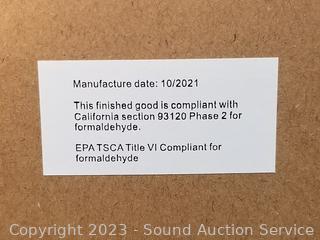 Manufacture date: 10/2021
This finished good is compliant with
California section 93120 Phase 2 for
formaldehyde.
EPA TSCA Title VI Compliant for
formaldehyde
Copyright 2023 - Sound Auction Service